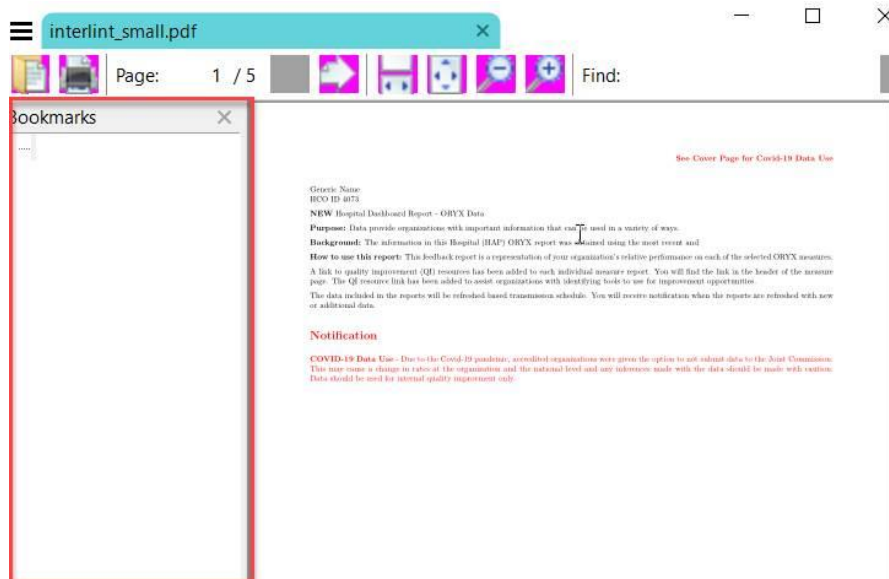 interlint_small.pdf
Page: 1 / 5 Find:
Bookmarks
See Cover Page for Covid-19 Data Use
Generic Name
HCO ID 4073
NEW Hospital Dashboard Report - ORYX Data
Purpose: Data provide organizations with important information that can be used in a variety of ways.
Background: The information in this Hospital (HAP) ORYX report was obtained using the most recent and
How to use this report: This feedback report is a representation of your organization's relative performance on each of the selected ORYX measures.
A link to quality improvement (QI) resources has been added to each individual measure report. You will find the link in the header of the measure
page. The QI resource link has been added to assist organizations with identifying tools to use for improvement opportunities.
The data included in the reports will be refreshed based transmission schedule. You will receive notification when the reports are refreshed with new
or additional data.
Notification
COVID-19 Data Use - Due to the Covid-19 pandemic, accredited organizations were given the option to not submit data to the Joint Commission.
This may cause a change in rates at the organization and the national level and any inferences made with the data should be made with caution.
Data should be used for internal quality improvement only.